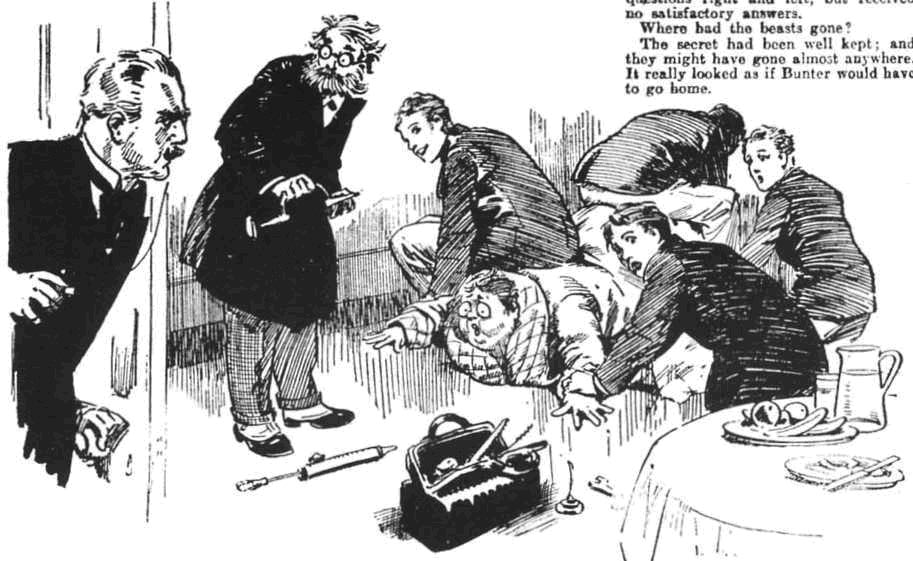 questions right and left, but received
no satisfactory answers.
Where had the beasts gone?
The secret had been well kept; and
they might have gone almost anywhere.
It really looked as if Bunter would have
to go home.